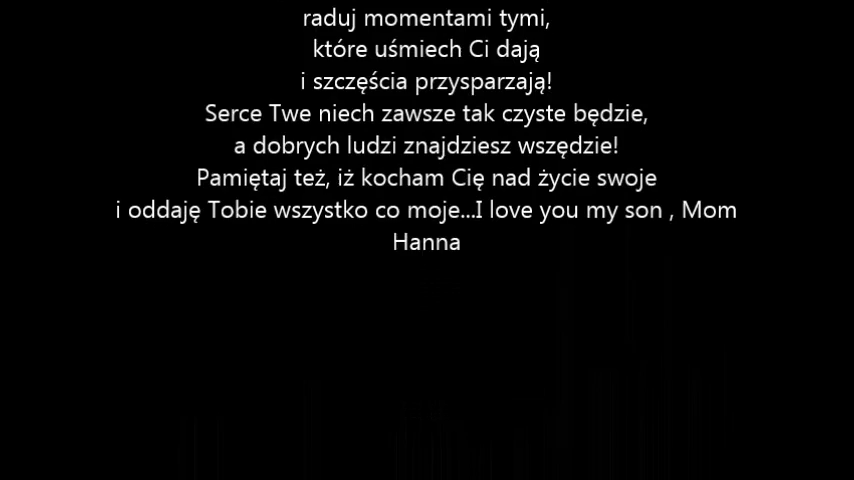 raduj momentami tymi,
które uśmiech Ci dają
i szczęścia przysparzają!
Serce Twe niech zawsze tak czyste będzie,
a dobrych ludzi znajdziesz wszędzie!
Pamiętaj też, iż kocham Cię nad życie swoje
i oddaję Tobie wszystko co moje...I love you my son , Mom
Hanna